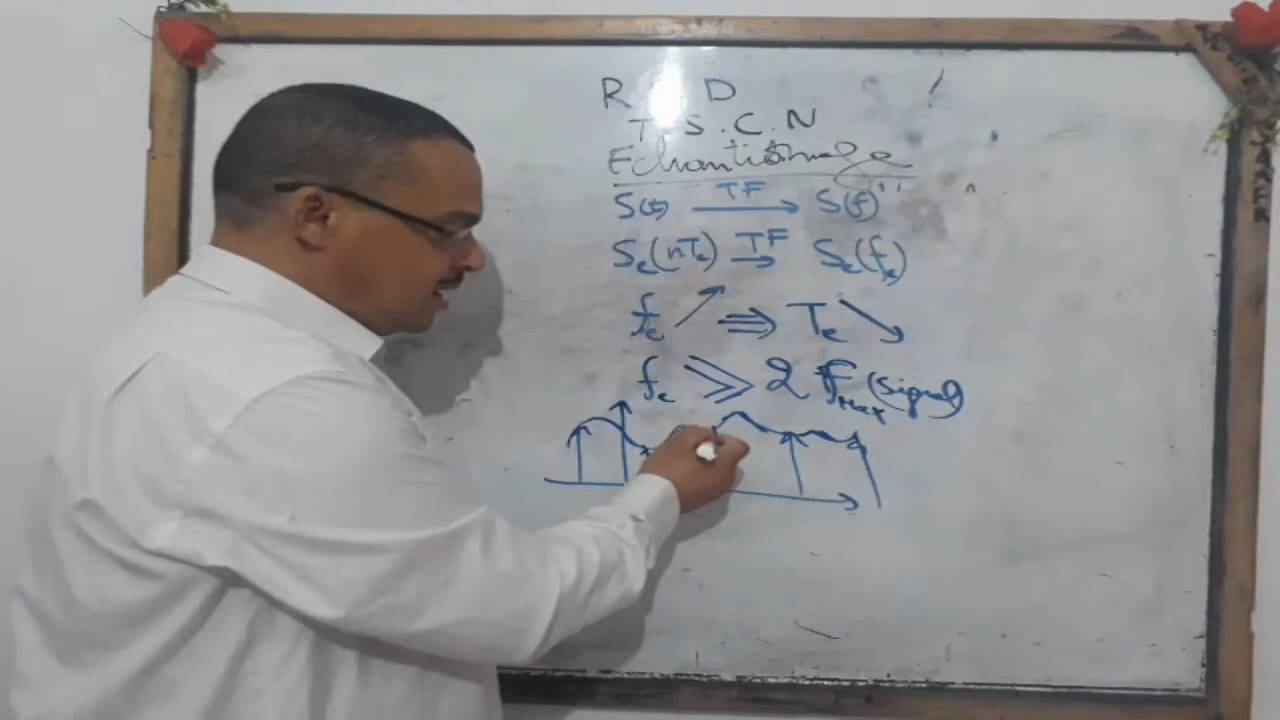 R D
T.S.C.N
Echantionnage
S(t) TF→ S(f)
Se(nTe) TF→ Se(fe)
fe ↗ ⇒ Te ↘
fe ≥ 2 Fmax (signal)